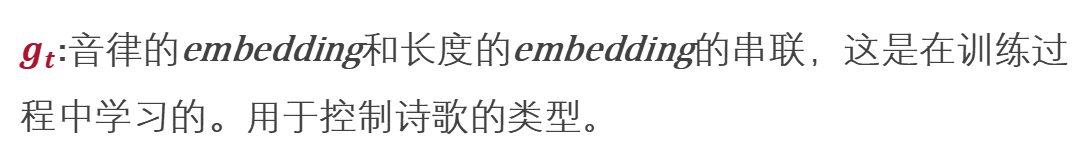 g_t:音律的embedding和长度的embedding的串联，这是在训练过
程中学习的。用于控制诗歌的类型。